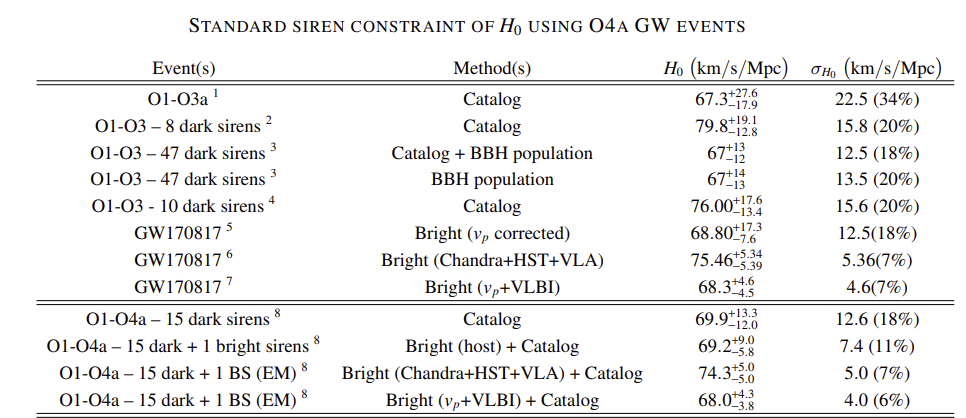 STANDARD SIREN CONSTRAINT OF H₀ USING O4A GW EVENTS
Event(s) Method(s) H₀ (km/s/Mpc) σ_H₀ (km/s/Mpc)
O1-O3a ¹ Catalog 67.3+27.6−17.9 22.5 (34%)
O1-O3 – 8 dark sirens ² Catalog 79.8+19.1−12.8 15.8 (20%)
O1-O3 – 47 dark sirens ³ Catalog + BBH population 67+13−12 12.5 (18%)
O1-O3 – 47 dark sirens ³ BBH population 67+14−13 13.5 (20%)
O1-O3 - 10 dark sirens ⁴ Catalog 76.00+17.6−13.4 15.6 (20%)
GW170817 ⁵ Bright (vₚ corrected) 68.80+17.3−7.6 12.5(18%)
GW170817 ⁶ Bright (Chandra+HST+VLA) 75.46+5.34−5.39 5.36(7%)
GW170817 ⁷ Bright (vₚ+VLBI) 68.3+4.6−4.5 4.6(7%)
O1-O4a – 15 dark sirens ⁸ Catalog 69.9+13.3−12.0 12.6 (18%)
O1-O4a – 15 dark + 1 bright sirens ⁸ Bright (host) + Catalog 69.2+9.0−5.8 7.4 (11%)
O1-O4a – 15 dark + 1 BS (EM) ⁸ Bright (Chandra+HST+VLA) + Catalog 74.3+5.0−5.0 5.0 (7%)
O1-O4a – 15 dark + 1 BS (EM) ⁸ Bright (vₚ+VLBI) + Catalog 68.0+4.3−3.8 4.0 (6%)